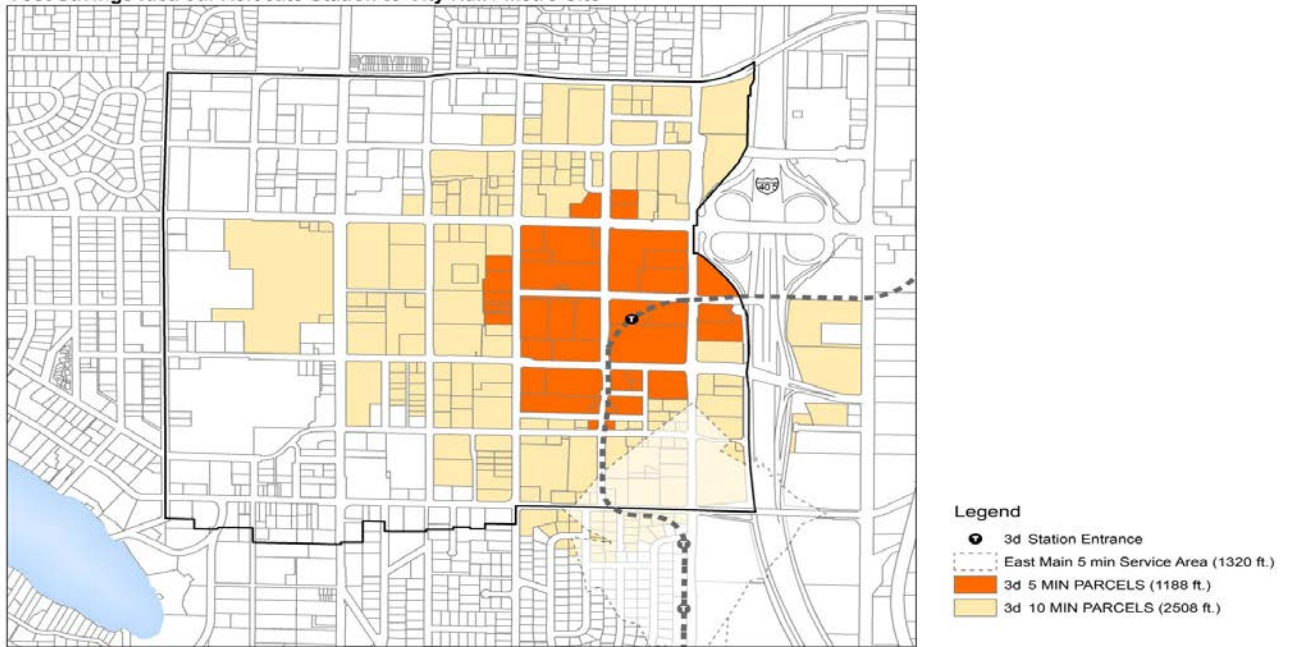 405
Legend
T 3d Station Entrance
East Main 5 min Service Area (1320 ft.)
3d 5 MIN PARCELS (1188 ft.)
3d 10 MIN PARCELS (2508 ft.)